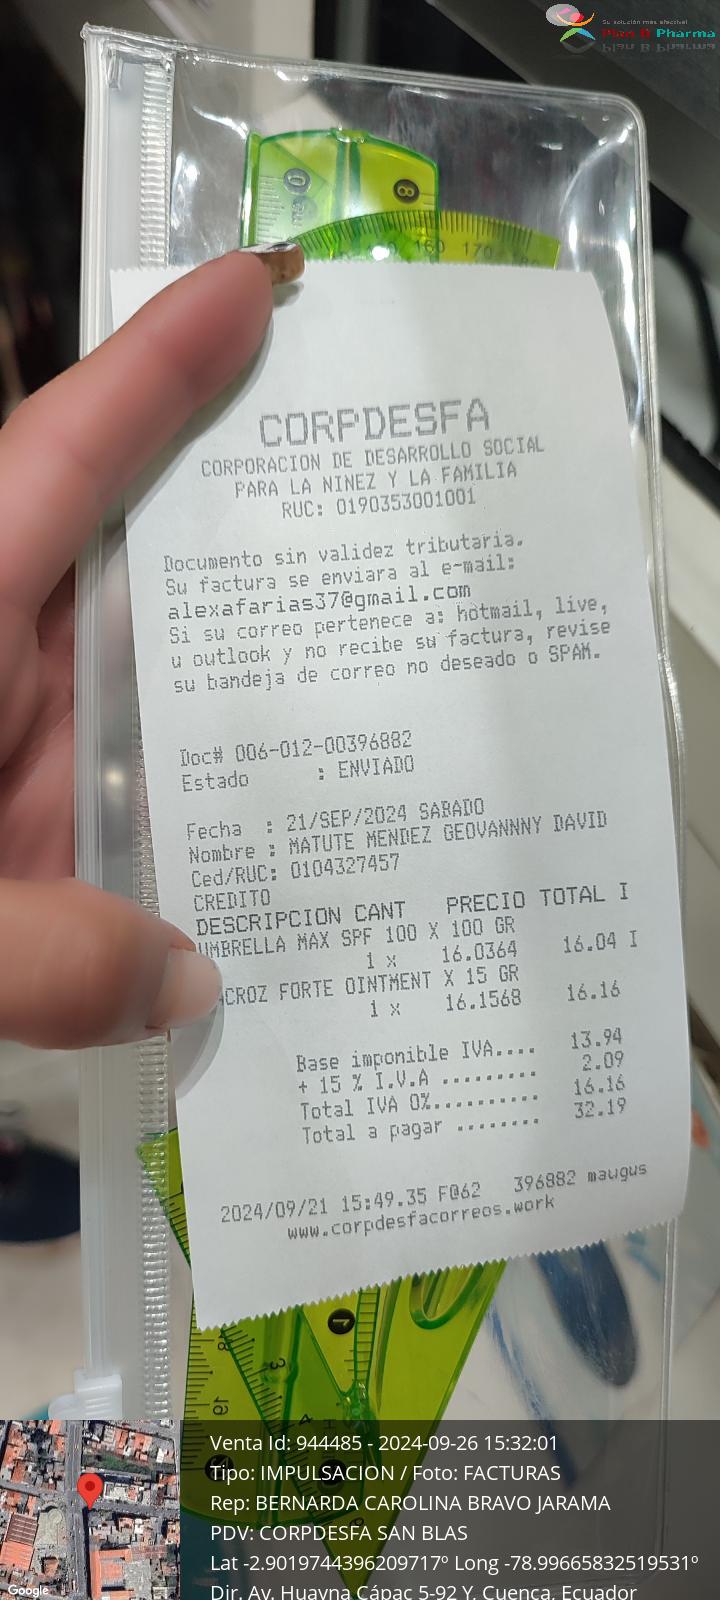 Su solución más efectiva!
Plan B Pharma
CORPDESFA
CORPORACION DE DESARROLLO SOCIAL
PARA LA NINEZ Y LA FAMILIA
RUC: 0190353001001
Documento sin validez tributaria.
Su factura se enviara al e-mail:
alexafarias37@gmail.com
Si su correo pertenece a: hotmail, live,
u outlook y no recibe su factura, revise
su bandeja de correo no deseado o SPAM.
Doc# 006-012-00396882
Estado : ENVIADO
Fecha : 21/SEP/2024 SABADO
Nombre : MATUTE MENDEZ GEOVANNNY DAVID
Ced/RUC: 0104327457
CREDITO
DESCRIPCION CANT PRECIO TOTAL I
UMBRELLA MAX SPF 100 X 100 GR
1 x 16.0364 16.04 I
ACROZ FORTE OINTMENT X 15 GR
1 x 16.1568 16.16
Base imponible IVA.... 13.94
+ 15 % I.V.A ......... 2.09
Total IVA 0%.......... 16.16
Total a pagar ........ 32.19
2024/09/21 15:49.35 F@62 396882 maugus
www.corpdesfacorreos.work
Venta Id: 944485 - 2024-09-26 15:32:01
Tipo: IMPULSACION / Foto: FACTURAS
Rep: BERNARDA CAROLINA BRAVO JARAMA
PDV: CORPDESFA SAN BLAS
Lat -2.9019744396209717º Long -78.99665832519531º
Dir. Av. Huayna Cápac 5-92 Y, Cuenca, Ecuador
Google